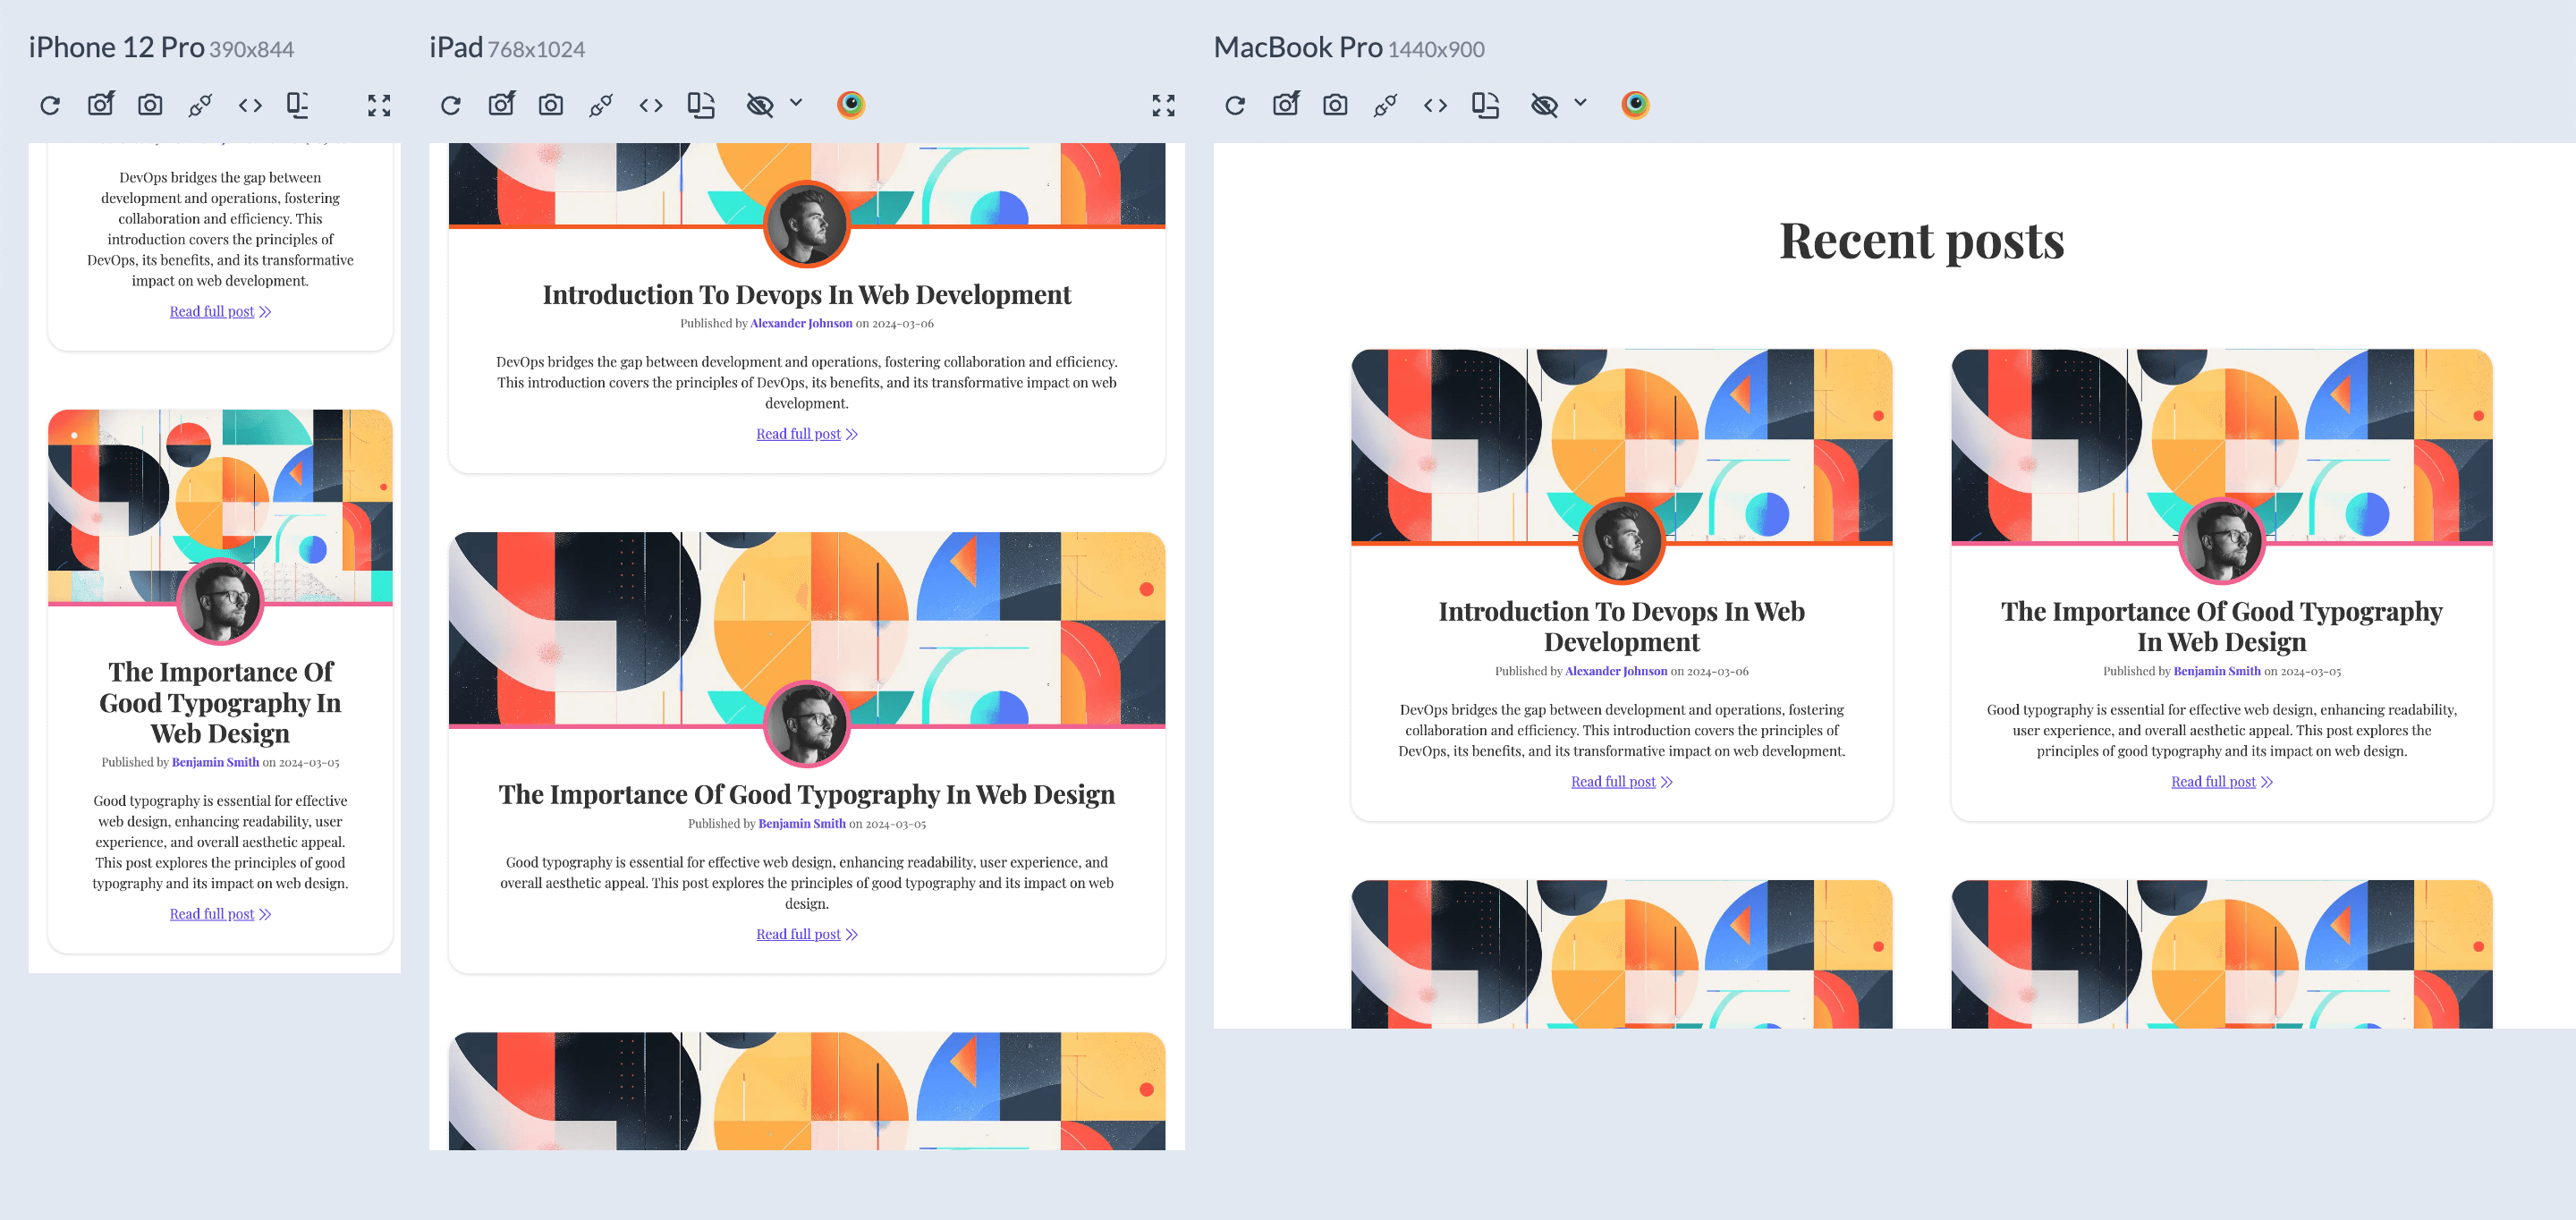 iPhone 12 Pro 390x844
DevOps bridges the gap between
development and operations, fostering
collaboration and efficiency. This
introduction covers the principles of
DevOps, its benefits, and its transformative
impact on web development.
Read full post
The Importance Of
Good Typography In
Web Design
Published by Benjamin Smith on 2024-03-05
Good typography is essential for effective
web design, enhancing readability, user
experience, and overall aesthetic appeal.
This post explores the principles of good
typography and its impact on web design.
Read full post
iPad 768x1024
Introduction To Devops In Web Development
Published by Alexander Johnson on 2024-03-06
DevOps bridges the gap between development and operations, fostering collaboration and efficiency.
This introduction covers the principles of DevOps, its benefits, and its transformative impact on web
development.
Read full post
The Importance Of Good Typography In Web Design
Published by Benjamin Smith on 2024-03-05
Good typography is essential for effective web design, enhancing readability, user experience, and
overall aesthetic appeal. This post explores the principles of good typography and its impact on web
design.
Read full post
MacBook Pro 1440x900
Recent posts
Introduction To Devops In Web
Development
Published by Alexander Johnson on 2024-03-06
DevOps bridges the gap between development and operations, fostering
collaboration and efficiency. This introduction covers the principles of
DevOps, its benefits, and its transformative impact on web development.
Read full post
The Importance Of Good Typography
In Web Design
Published by Benjamin Smith on 2024-03-05
Good typography is essential for effective web design, enhancing readability,
user experience, and overall aesthetic appeal. This post explores the
principles of good typography and its impact on web design.
Read full post